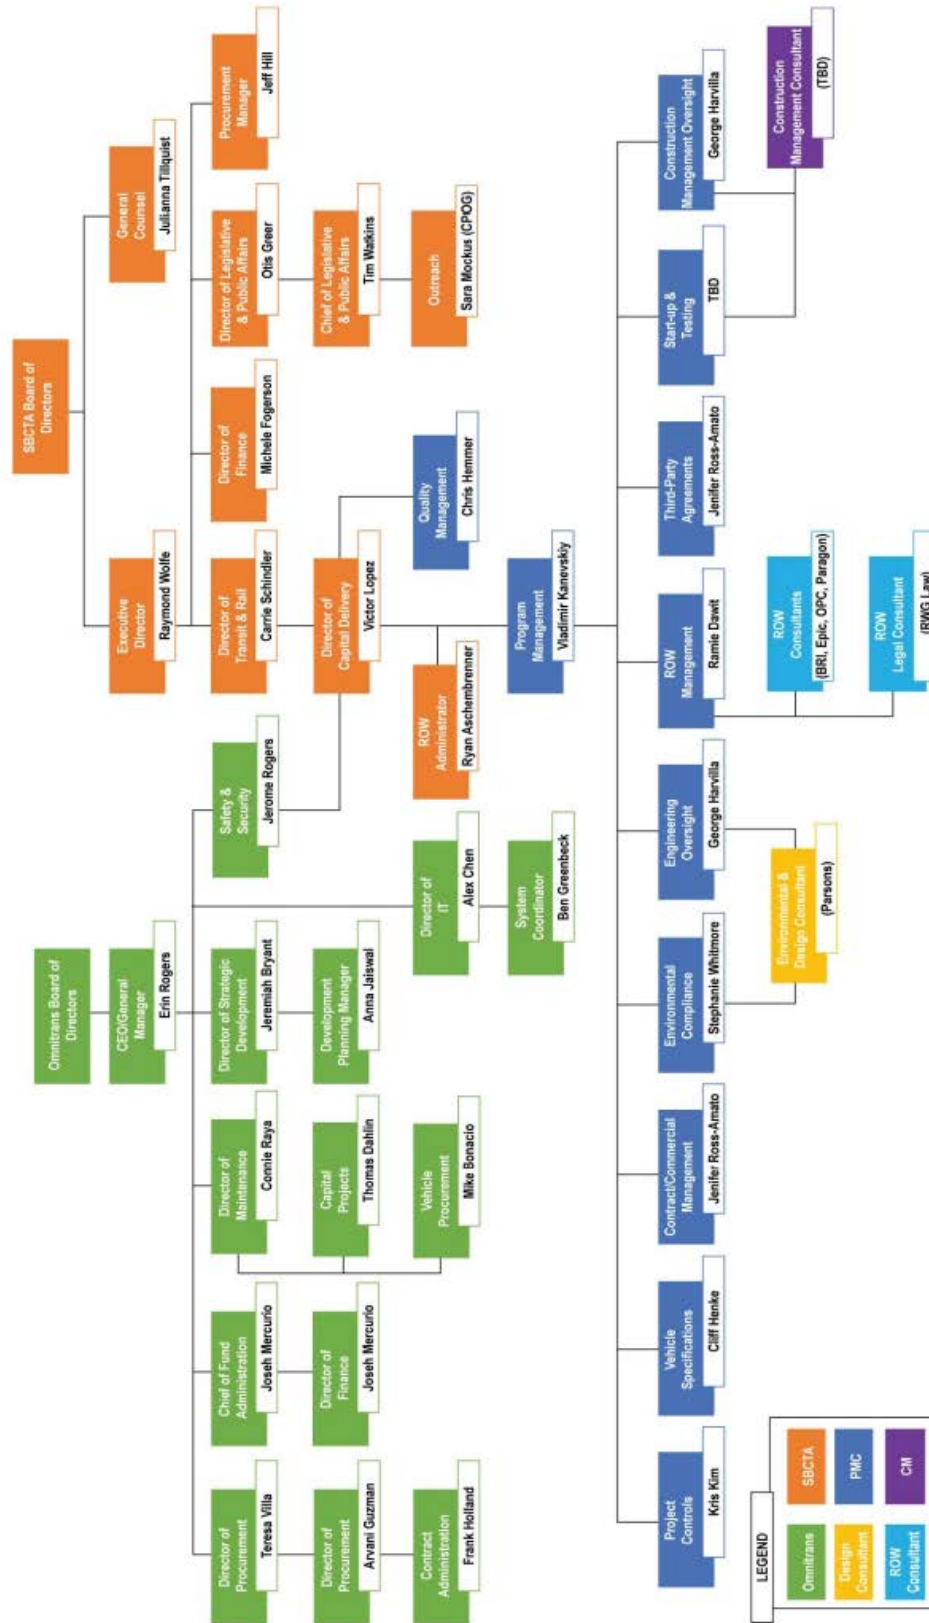 SBCTA Board of
Directors
Omnitrans Board of
Directors
CEO/General
Manager
Erin Rogers
Executive
Director
Raymond Wolfe
General
Counsel
Julianna Tillquist
Director of
Procurement
Teresa Villa
Chief of Fund
Administration
Joseh Mercurio
Director of
Maintenance
Connie Raya
Director of Strategic
Development
Jeremiah Bryant
Safety &
Security
Jerome Rogers
Director of
Transit & Rail
Carrie Schindler
Director of
Finance
Michele Fogerson
Director of Legislative
& Public Affairs
Otis Greer
Procurement
Manager
Jeff Hill
Director of
Procurement
Arvani Guzman
Director of
Finance
Joseh Mercurio
Capital
Projects
Thomas Dahlin
Development
Planning Manager
Anna Jaiswal
Director of
Capital Delivery
Victor Lopez
Chief of Legislative
& Public Affairs
Tim Watkins
Contract
Administration
Frank Holland
Vehicle
Procurement
Mike Bonacio
Director of
IT
Alex Chen
ROW
Administrator
Ryan Aschembrenner
Quality
Management
Chris Hemmer
Outreach
Sara Mockus (CPOG)
System
Coordinator
Ben Greenbeck
Program
Management
Vladimir Kanevskiy
Project
Controls
Kris Kim
Vehicle
Specifications
Cliff Henke
Contract/Commercial
Management
Jenifer Ross-Amato
Environmental
Compliance
Stephanie Whitmore
Engineering
Oversight
George Harvilla
ROW
Management
Ramie Dawit
Third-Party
Agreements
Jenifer Ross-Amato
Start-up &
Testing
TBD
Construction
Management Oversight
George Harvilla
Environmental &
Design Consultant
(Parsons)
ROW
Consultants
(BRI, Epic, OPC, Paragon)
Construction
Management Consultant
(TBD)
ROW
Legal Consultant
(RWG Law)
LEGEND
Omnitrans
SBCTA
Design
Consultant
PMC
ROW
Consultant
CM